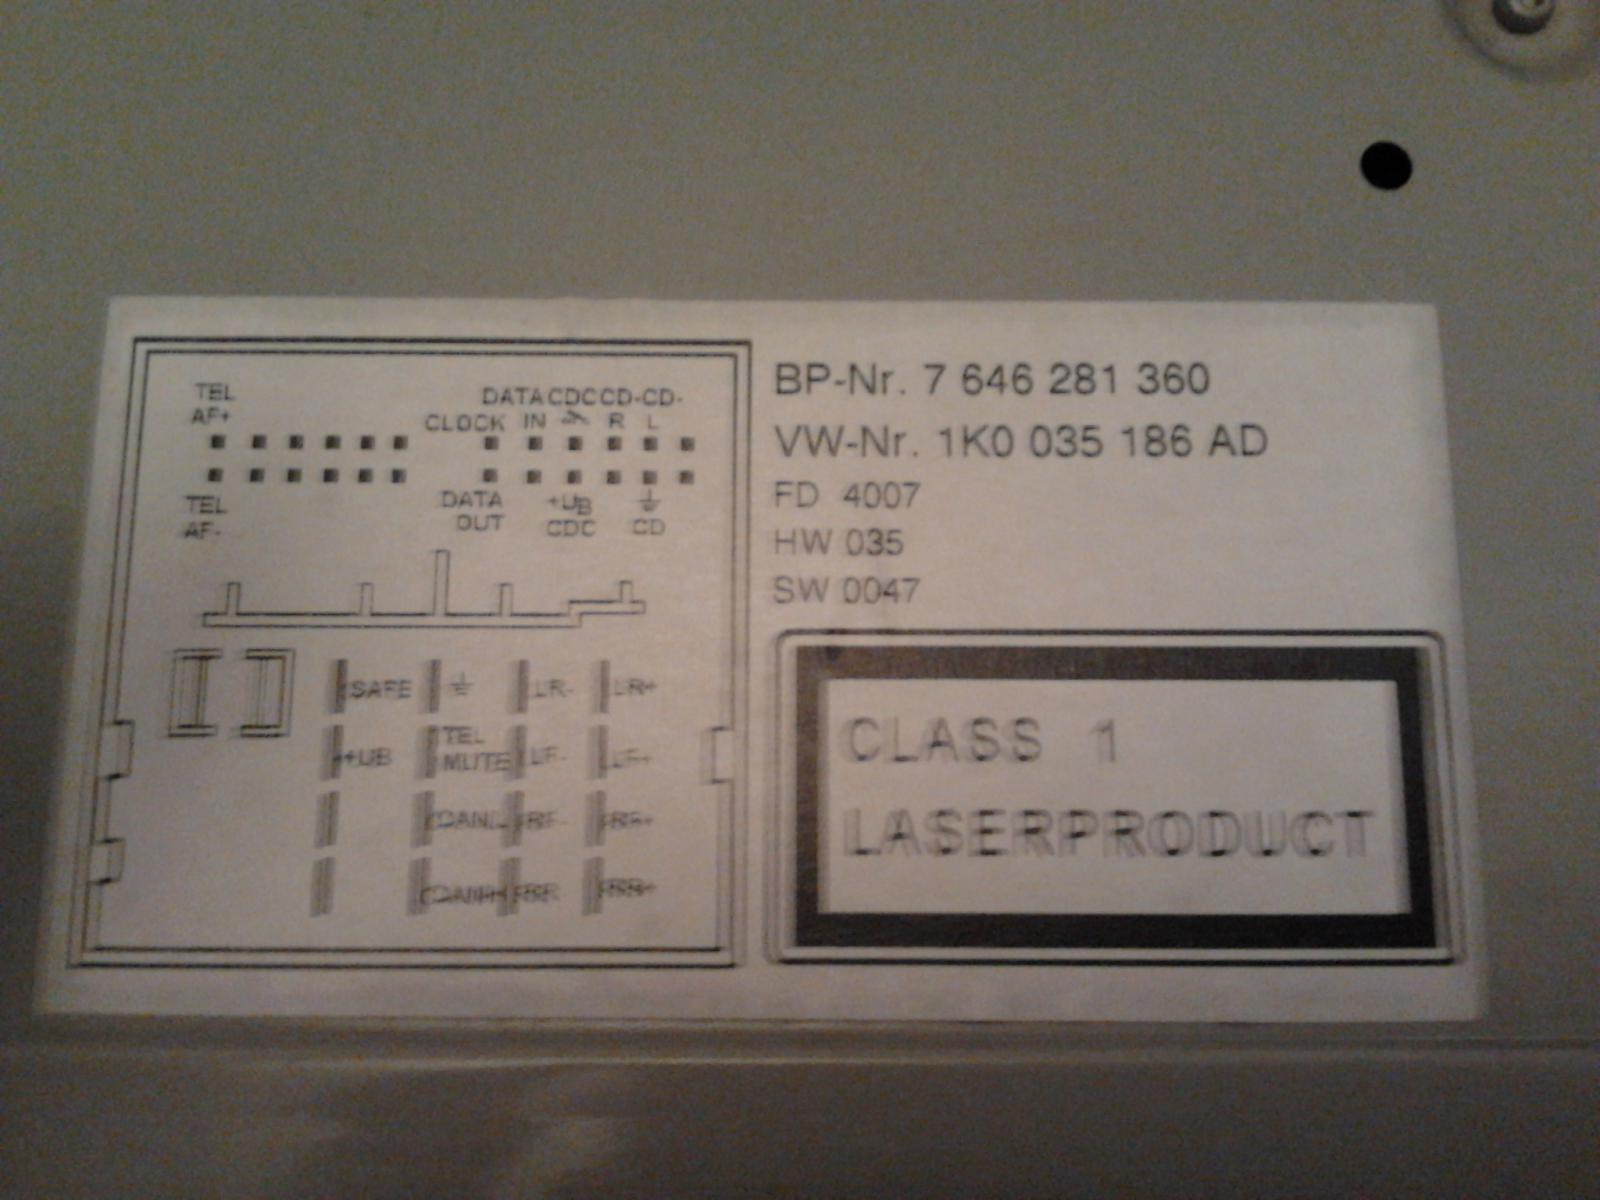 TEL
AF+
DATA CDC CD- CD-
CLOCK IN R L
TEL
AF-
DATA
OUT
+UB
CDC
CD
SAFE LR- LR+
+UB
TEL
MUTE
LF- LF+
CANL RF- RF+
CANH RR- RR+
BP-Nr. 7 646 281 360
VW-Nr. 1K0 035 186 AD
FD 4007
HW 035
SW 0047
CLASS 1
LASERPRODUCT